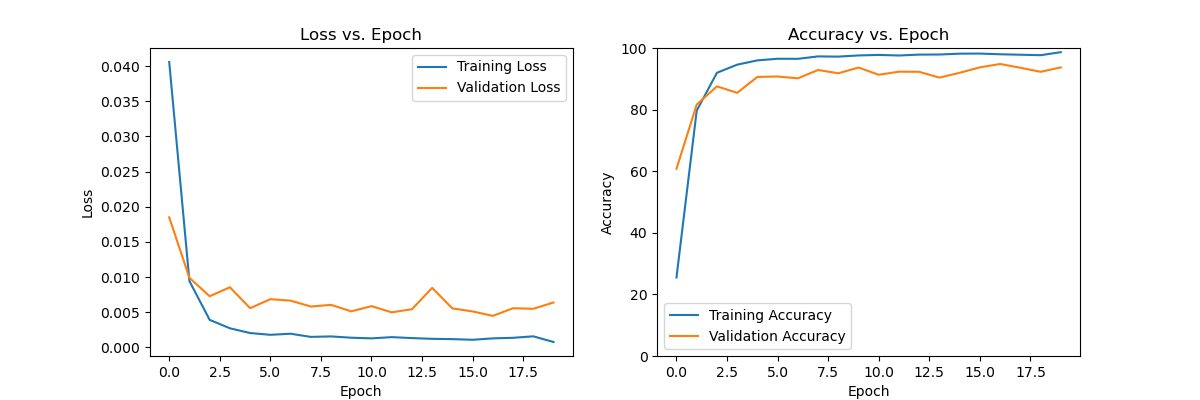 Loss vs. Epoch
0.040
0.035
0.030
0.025
0.020
0.015
0.010
0.005
0.000
Loss
Training Loss
Validation Loss
0.0 2.5 5.0 7.5 10.0 12.5 15.0 17.5
Epoch
Accuracy vs. Epoch
100
80
60
40
20
0
Accuracy
Training Accuracy
Validation Accuracy
0.0 2.5 5.0 7.5 10.0 12.5 15.0 17.5
Epoch